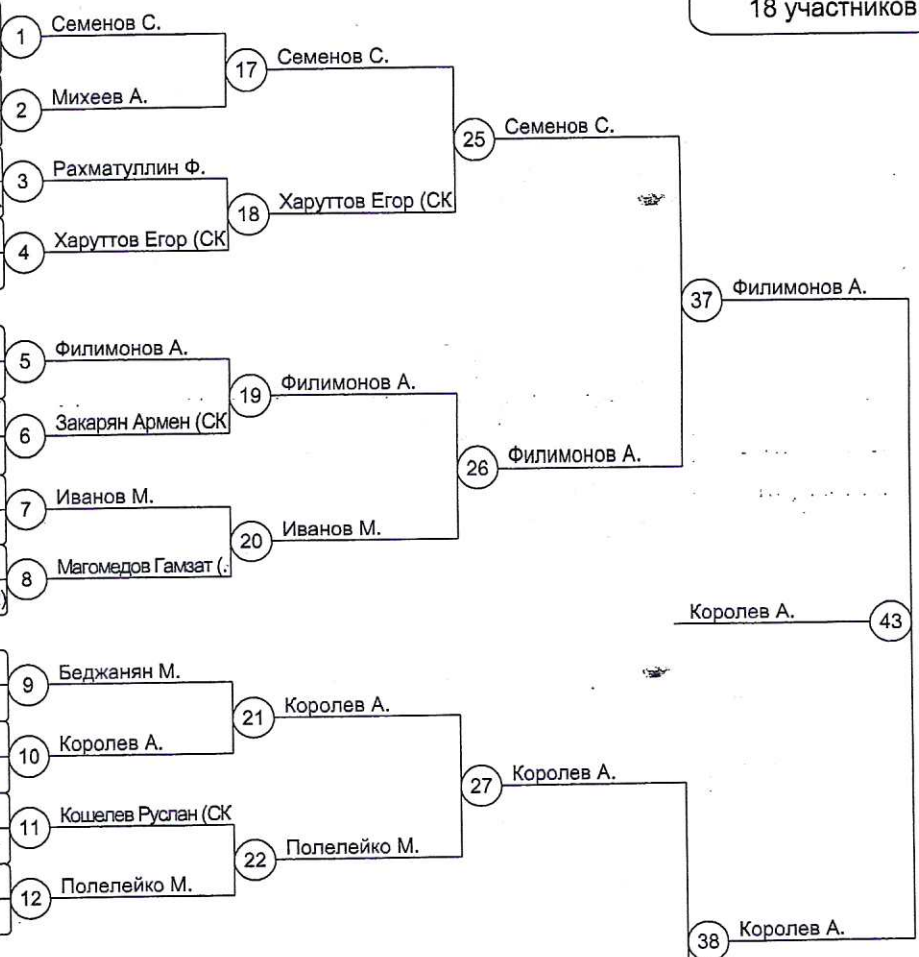 18 участников
1 Семенов С.
17 Семенов С.
2 Михеев А.
25 Семенов С.
3 Рахматуллин Ф.
18 Харуттов Егор (СК
4 Харуттов Егор (СК
37 Филимонов А.
5 Филимонов А.
19 Филимонов А.
6 Закарян Армен (СК
26 Филимонов А.
7 Иванов М.
20 Иванов М.
8 Магомедов Гамзат (.
Королев А. 43
9 Беджанян М.
21 Королев А.
10 Королев А.
27 Королев А.
11 Кошелев Руслан (СК
22 Полелейко М.
12 Полелейко М.
38 Королев А.